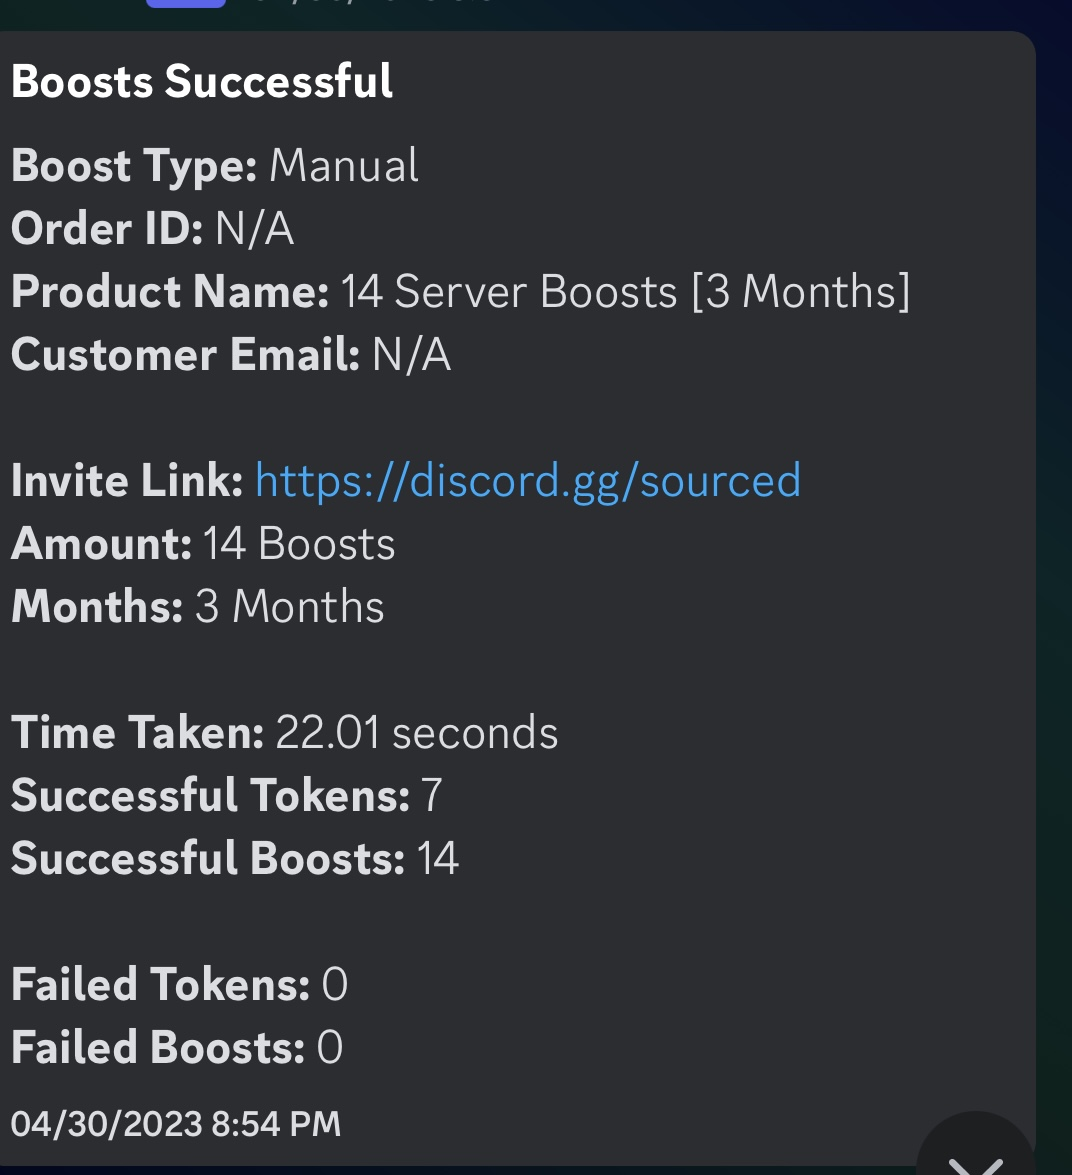 Boosts Successful
Boost Type: Manual
Order ID: N/A
Product Name: 14 Server Boosts [3 Months]
Customer Email: N/A
Invite Link: https://discord.gg/sourced
Amount: 14 Boosts
Months: 3 Months
Time Taken: 22.01 seconds
Successful Tokens: 7
Successful Boosts: 14
Failed Tokens: 0
Failed Boosts: 0
04/30/2023 8:54 PM